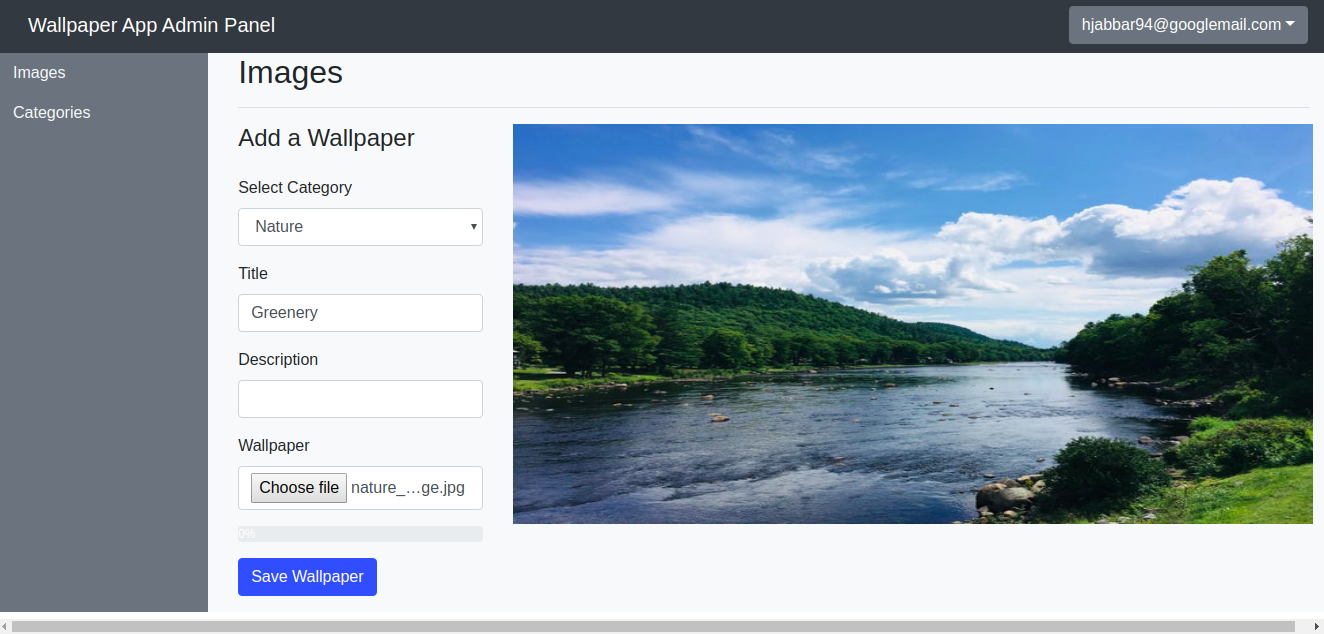 Wallpaper App Admin Panel
hjabbar94@googlemail.com
Images
Categories
Images
Add a Wallpaper
Select Category
Nature
Title
Greenery
Description
Wallpaper
Choose file nature_...ge.jpg
0%
Save Wallpaper